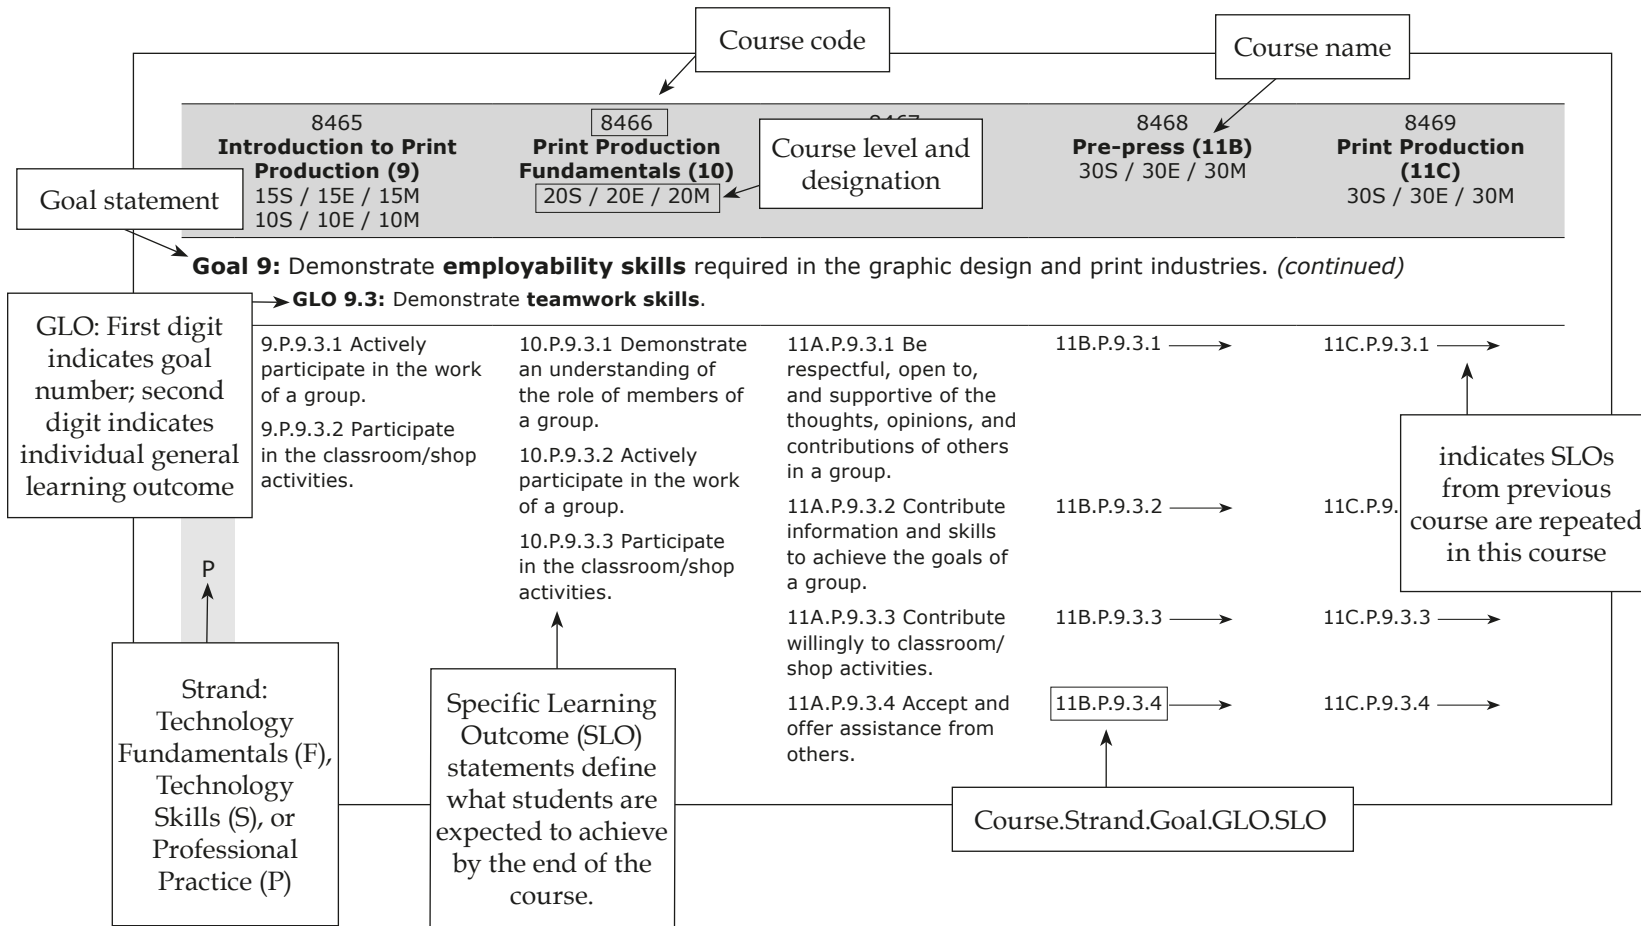 Course code
Course name
8465
Introduction to Print
Production (9)
15S / 15E / 15M
10S / 10E / 10M
8466
Print Production
Fundamentals (10)
20S / 20E / 20M
Course level and
designation
8468
Pre-press (11B)
30S / 30E / 30M
8469
Print Production
(11C)
30S / 30E / 30M
Goal statement
Goal 9: Demonstrate employability skills required in the graphic design and print industries. (continued)
GLO 9.3: Demonstrate teamwork skills.
GLO: First digit
indicates goal
number; second
digit indicates
individual general
learning outcome
9.P.9.3.1 Actively
participate in the work
of a group.
9.P.9.3.2 Participate
in the classroom/shop
activities.
10.P.9.3.1 Demonstrate
an understanding of
the role of members of
a group.
10.P.9.3.2 Actively
participate in the work
of a group.
10.P.9.3.3 Participate
in the classroom/shop
activities.
11A.P.9.3.1 Be
respectful, open to,
and supportive of the
thoughts, opinions, and
contributions of others
in a group.
11A.P.9.3.2 Contribute
information and skills
to achieve the goals of
a group.
11A.P.9.3.3 Contribute
willingly to classroom/
shop activities.
11A.P.9.3.4 Accept and
offer assistance from
others.
11B.P.9.3.1
11B.P.9.3.2
11B.P.9.3.3
11B.P.9.3.4
11C.P.9.3.1
11C.P.9.
11C.P.9.3.3
11C.P.9.3.4
indicates SLOs
from previous
course are repeated
in this course
P
Strand:
Technology
Fundamentals (F),
Technology
Skills (S), or
Professional
Practice (P)
Specific Learning
Outcome (SLO)
statements define
what students are
expected to achieve
by the end of the
course.
Course.Strand.Goal.GLO.SLO